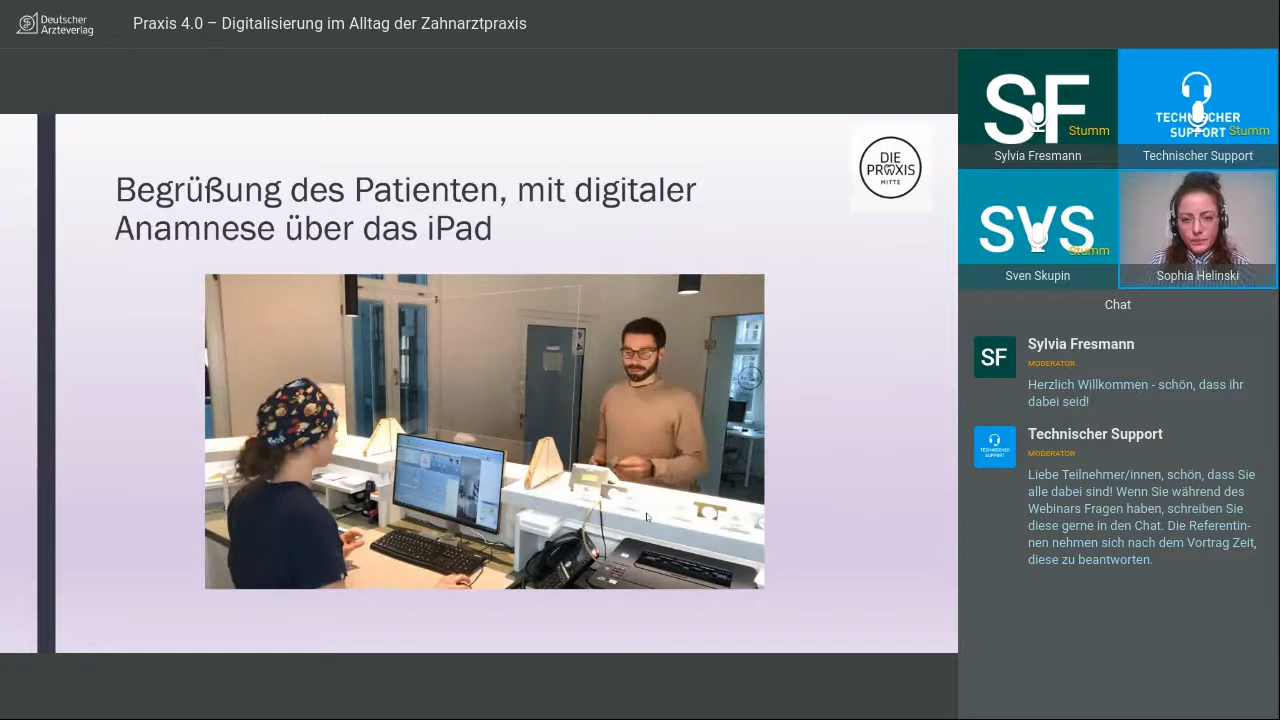 Deutscher
Ärzteverlag
Praxis 4.0 – Digitalisierung im Alltag der Zahnarztpraxis
Begrüßung des Patienten, mit digitaler
Anamnese über das iPad
DIE
PRAXIS
MITTE
SF
Stumm
Sylvia Fresmann
TECHNISCHER
SUPPORT
Stumm
Technischer Support
SVS
Stumm
Sven Skupin
Sophia Helinski
Chat
SF
Sylvia Fresmann
MODERATOR
Herzlich Willkommen - schön, dass ihr
dabei seid!
TECHNISCHER
SUPPORT
Technischer Support
MODERATOR
Liebe Teilnehmer/innen, schön, dass Sie
alle dabei sind! Wenn Sie während des
Webinars Fragen haben, schreiben Sie
diese gerne in den Chat. Die Referentin-
nen nehmen sich nach dem Vortrag Zeit,
diese zu beantworten.